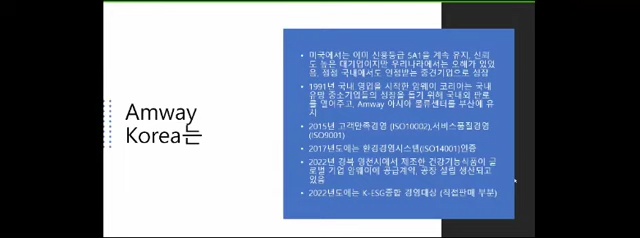 Amway
Korea는
• 미국에서는 이미 신용등급 5A1을 계속 유지, 신뢰
도 높은 대기업이지만 우리나라에서는 오해가 있었
음, 점점 국내에서도 인정받는 중견기업으로 성장
• 1991년 국내 영업을 시작한 암웨이 코리아는 국내
유망 중소기업들의 성장을 돕기 위해 국내외 판로
를 열어주고, Amway 아시아 물류센터를 부산에 유
치
• 2015년 고객만족경영 (ISO10002),서비스품질경영
(ISO9001)
• 2017년도에는 환경경영시스템(ISO14001)인증
• 2022년 경북 영천시에서 제조한 건강기능식품이 글
로벌 기업 암웨이에 공급계약, 공장 설립 생산되고
있음
• 2022년도에는 K-ESG종합 경영대상 (직접판매 부분)